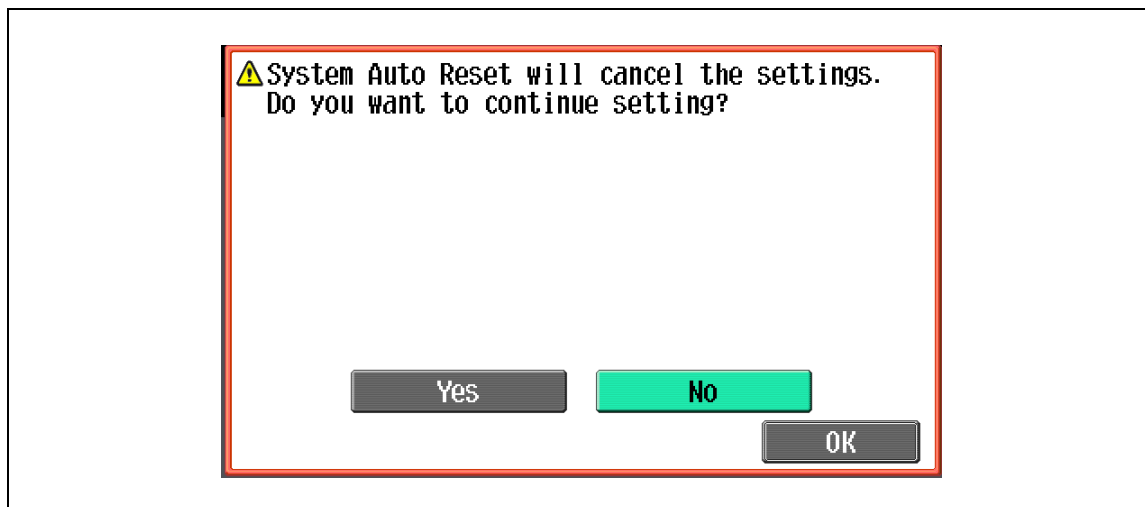 System Auto Reset will cancel the settings.
Do you want to continue setting?
Yes
No
OK